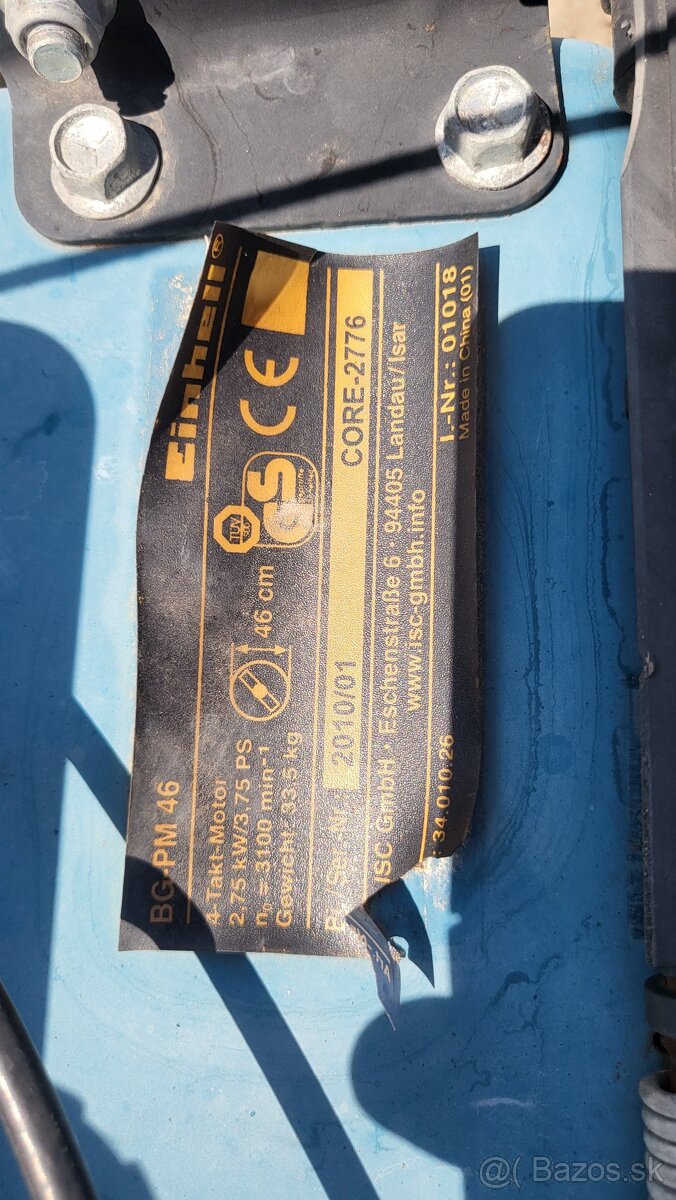 BG-PM 46
Einhell®
4-Takt-Motor
2.75 kW/3.75 PS
n₀ = 3100 min-1
Gewicht: 33.5 kg
46 cm
TÜV
GS
CE
2010/01
CORE-2776
ISC GmbH · Eschenstraße 6 · 94405 Landau/Isar
www.isc-gmbh.info
: 34.010.26
I.-Nr.: 01018
Made in China (01)
@( Bazos.sk